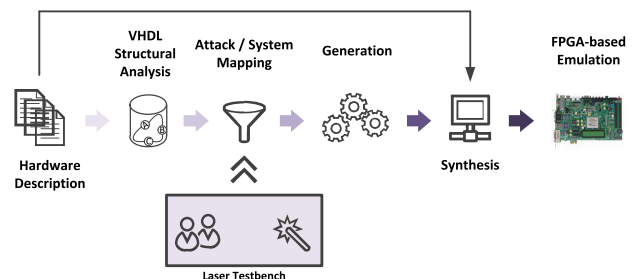 VHDL
Structural
Analysis
Attack / System
Mapping
Generation
FPGA-based
Emulation
Hardware
Description
Synthesis
Laser Testbench